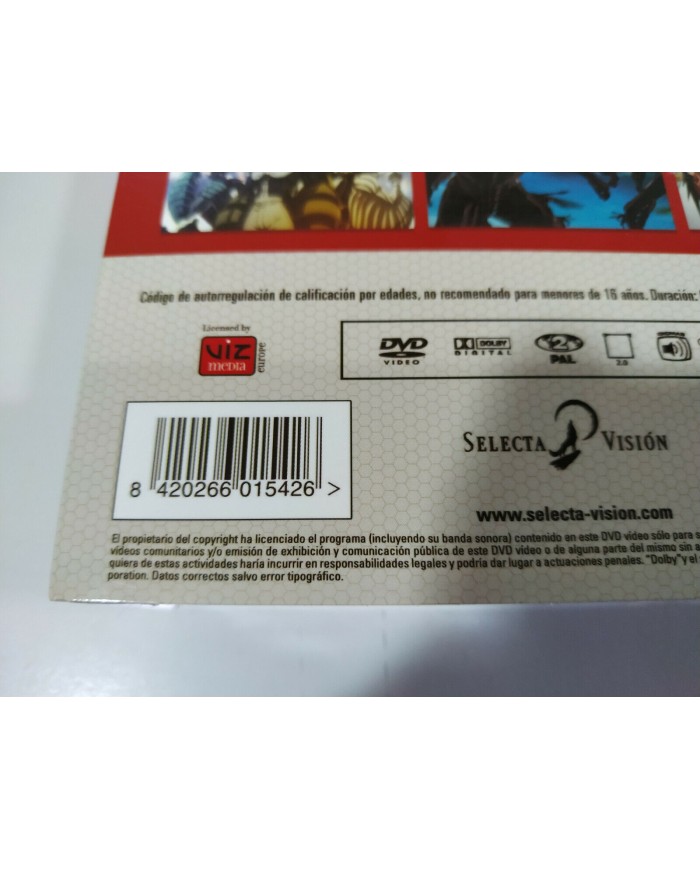 Código de autorregulación de calificación por edades, no recomendado para menores de 16 años. Duración:
Licensed by
VIZ
media
europe
DVD
VIDEO
DOLBY
DIGITAL
2
PAL
2.0
SELECTA VISIÓN
8 420266 015426 >
www.selecta-vision.com
El propietario del copyright ha licenciado el programa (incluyendo su banda sonora) contenido en este DVD vídeo sólo para
vídeos comunitarios y/o emisión de exhibición y comunicación pública de este DVD vídeo o de alguna parte del mismo sin
quiera de estas actividades haría incurrir en responsabilidades legales y podría dar lugar a actuaciones penales. "Dolby" y el
poration. Datos correctos salvo error tipográfico.